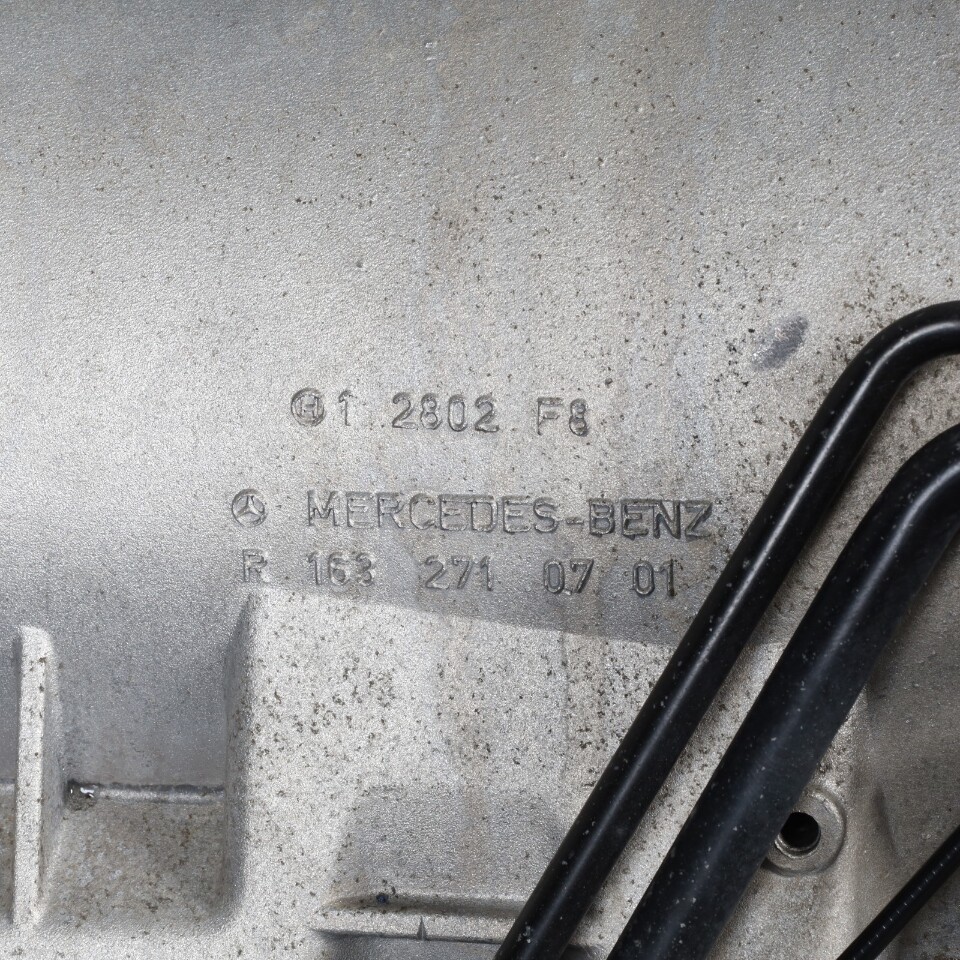 H 1 2802 F8
MERCEDES-BENZ
R 163 271 07 01